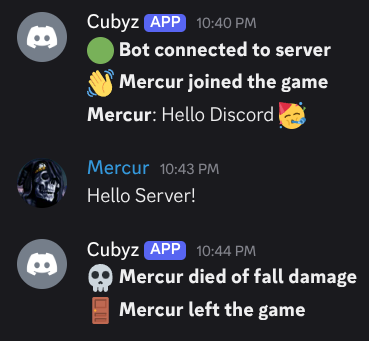 Cubyz APP 10:40 PM
🟢 Bot connected to server
👋 Mercur joined the game
Mercur: Hello Discord 🥳
Mercur 10:43 PM
Hello Server!
Cubyz APP 10:44 PM
💀 Mercur died of fall damage
🚪 Mercur left the game